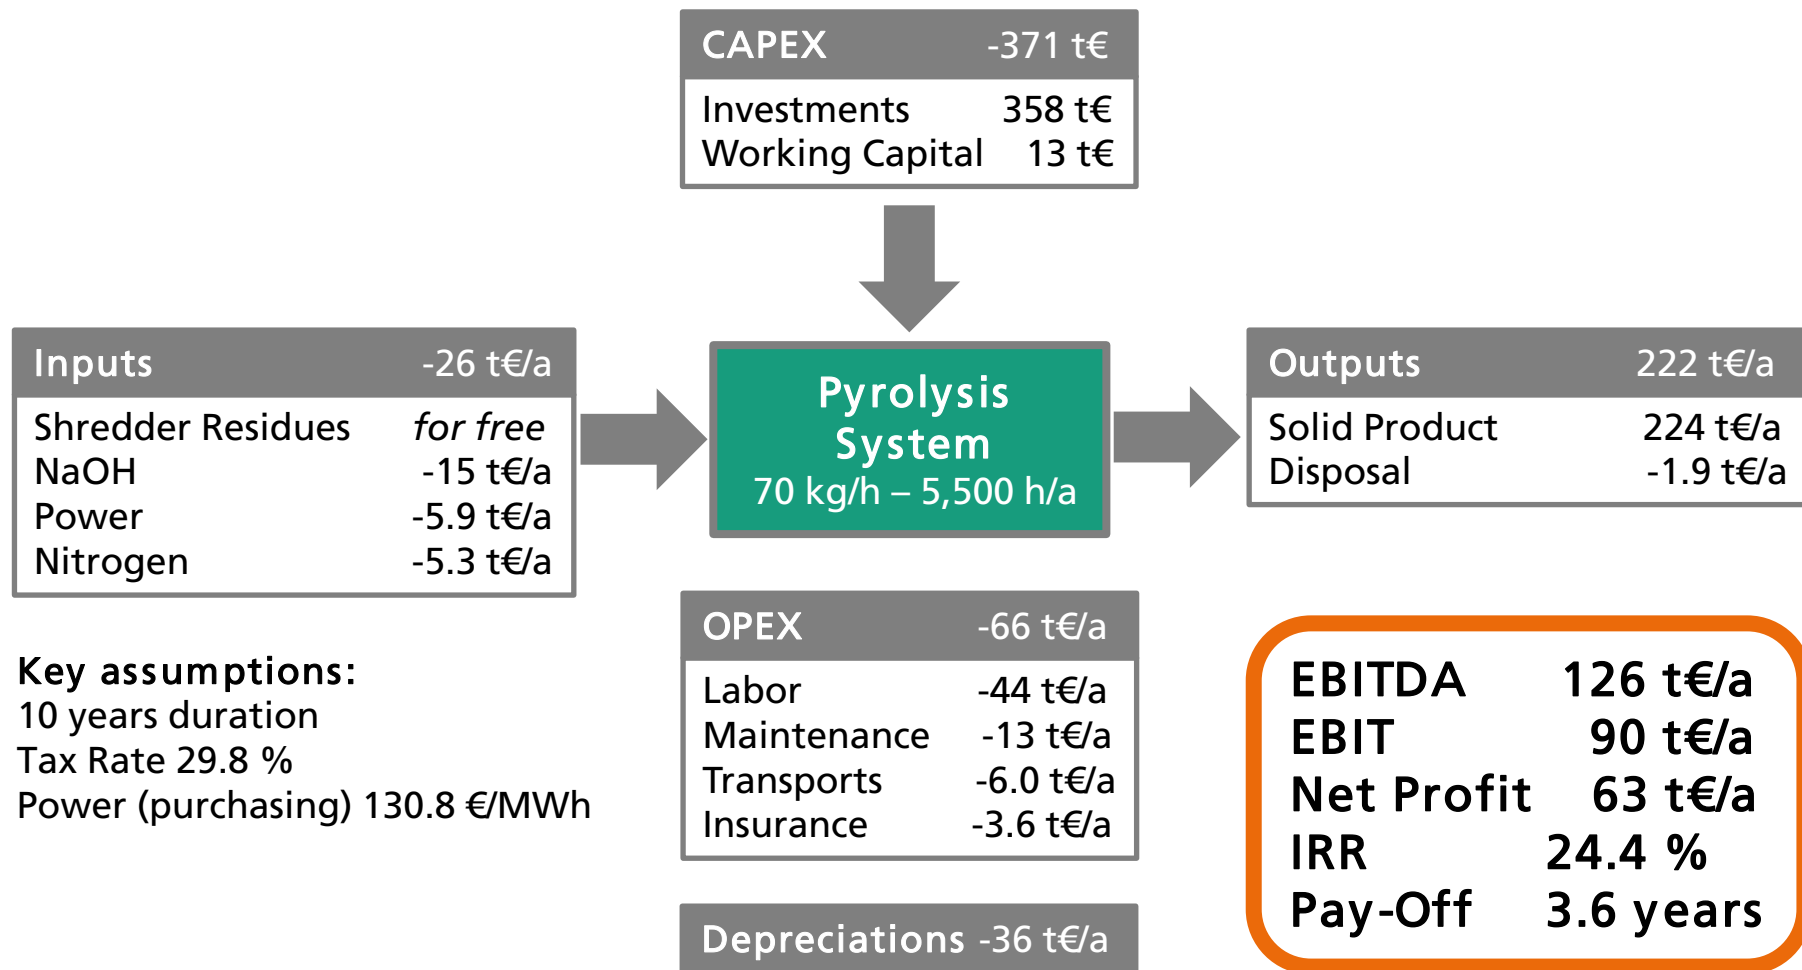 CAPEX -371 t€
Investments 358 t€
Working Capital 13 t€
Inputs -26 t€/a
Shredder Residues for free
NaOH -15 t€/a
Power -5.9 t€/a
Nitrogen -5.3 t€/a
Pyrolysis
System
70 kg/h – 5,500 h/a
Outputs 222 t€/a
Solid Product 224 t€/a
Disposal -1.9 t€/a
Key assumptions:
10 years duration
Tax Rate 29.8 %
Power (purchasing) 130.8 €/MWh
OPEX -66 t€/a
Labor -44 t€/a
Maintenance -13 t€/a
Transports -6.0 t€/a
Insurance -3.6 t€/a
Depreciations -36 t€/a
EBITDA 126 t€/a
EBIT 90 t€/a
Net Profit 63 t€/a
IRR 24.4 %
Pay-Off 3.6 years